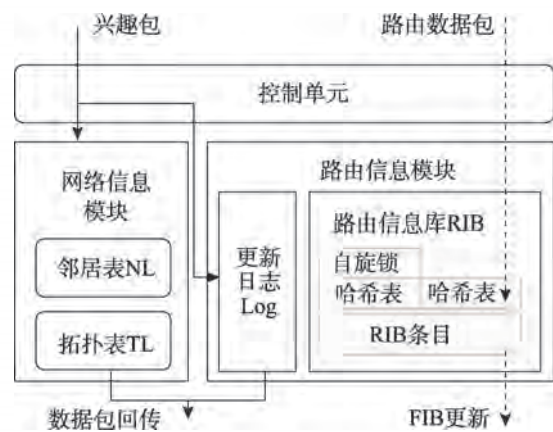 兴趣包
路由数据包
控制单元
网络信息
模块
邻居表NL
拓扑表TL
路由信息模块
更新
日志
Log
路由信息库RIB
自旋锁
哈希表
哈希表
RIB条目
数据包回传
FIB更新